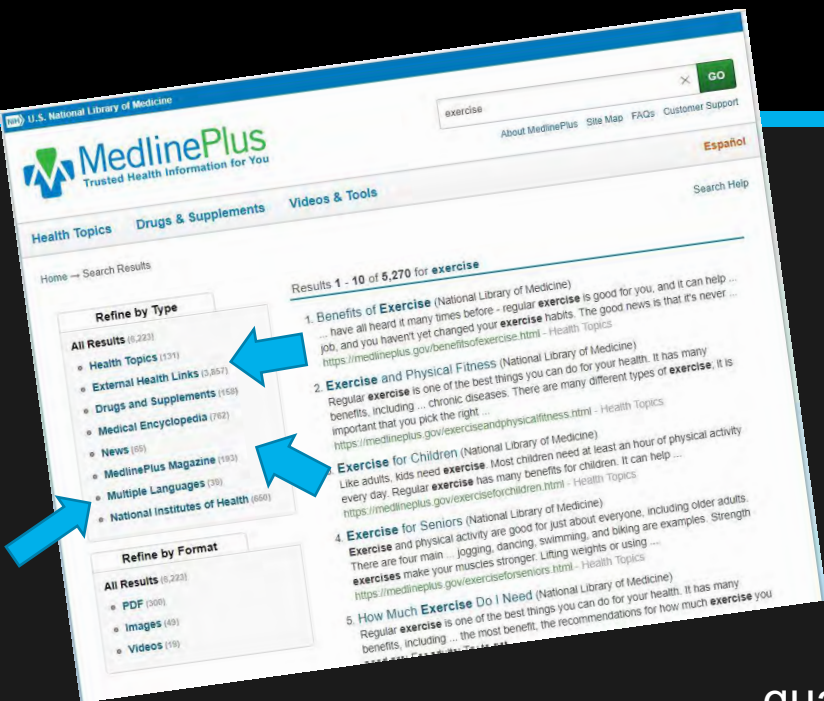 NIH U.S. National Library of Medicine
MedlinePlus
Trusted Health Information for You
exercise × GO
About MedlinePlus Site Map FAQs Customer Support
Español
Health Topics Drugs & Supplements Videos & Tools
Search Help
Home → Search Results
Refine by Type
All Results (6,223)
Health Topics (131)
External Health Links (3,857)
Drugs and Supplements (158)
Medical Encyclopedia (762)
News (65)
MedlinePlus Magazine (193)
Multiple Languages (39)
National Institutes of Health (650)
Refine by Format
All Results (6,223)
PDF (300)
Images (49)
Videos (19)
Results 1 - 10 of 5,270 for exercise
1. Benefits of Exercise (National Library of Medicine)
... have all heard it many times before - regular exercise is good for you, and it can help ...
job, and you haven't yet changed your exercise habits. The good news is that it's never ...
https://medlineplus.gov/benefitsofexercise.html - Health Topics
2. Exercise and Physical Fitness (National Library of Medicine)
Regular exercise is one of the best things you can do for your health. It has many
benefits, including ... chronic diseases. There are many different types of exercise; it is
important that you pick the right ...
https://medlineplus.gov/exerciseandphysicalfitness.html - Health Topics
Exercise for Children (National Library of Medicine)
Like adults, kids need exercise. Most children need at least an hour of physical activity
every day. Regular exercise has many benefits for children. It can help ...
https://medlineplus.gov/exerciseforchildren.html - Health Topics
4. Exercise for Seniors (National Library of Medicine)
Exercise and physical activity are good for just about everyone, including older adults.
There are four main ... jogging, dancing, swimming, and biking are examples. Strength
exercises make your muscles stronger. Lifting weights or using ...
https://medlineplus.gov/exerciseforseniors.html - Health Topics
5. How Much Exercise Do I Need (National Library of Medicine)
Regular exercise is one of the best things you can do for your health. It has many
benefits, including ... the most benefit, the recommendations for how much exercise you